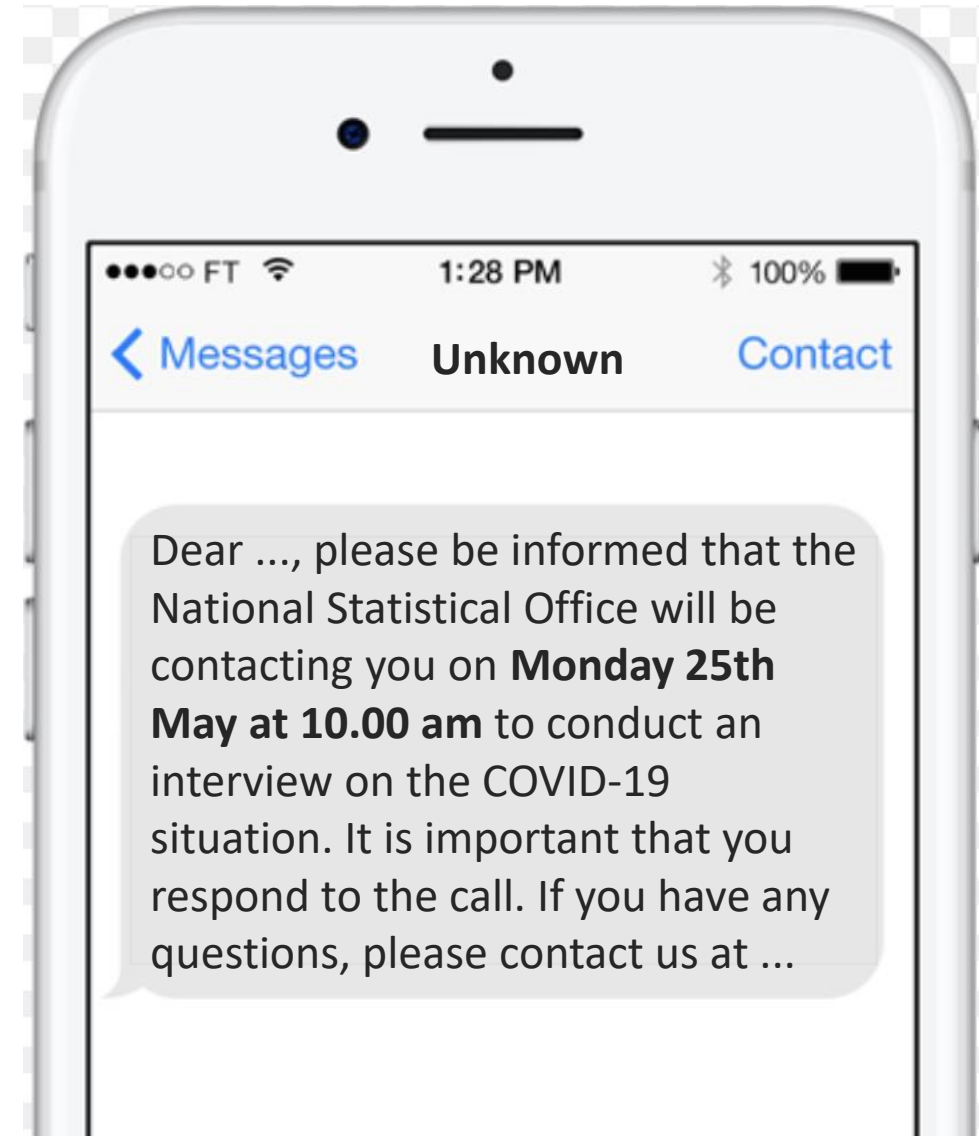 FT 1:28 PM 100%
Messages Unknown Contact
Dear ..., please be informed that the
National Statistical Office will be
contacting you on Monday 25th
May at 10.00 am to conduct an
interview on the COVID-19
situation. It is important that you
respond to the call. If you have any
questions, please contact us at ...